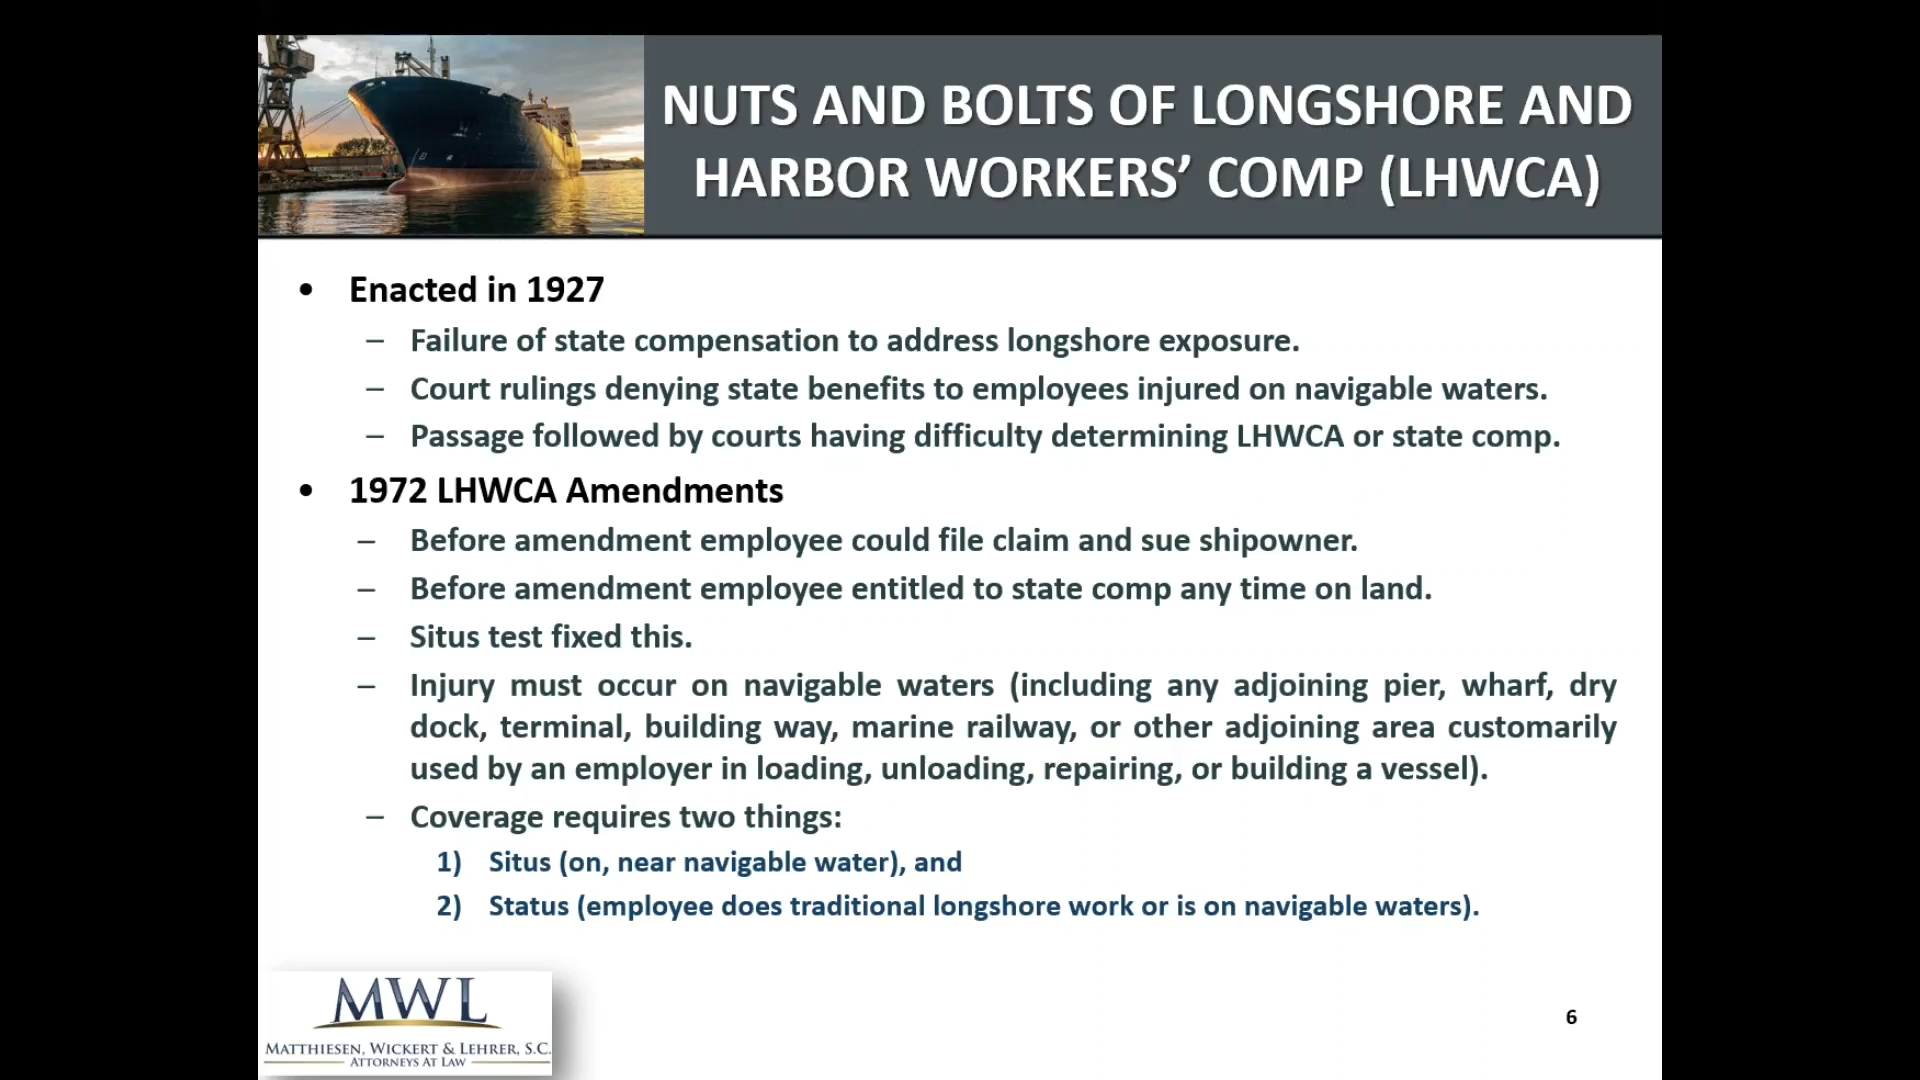 NUTS AND BOLTS OF LONGSHORE AND
HARBOR WORKERS’ COMP (LHWCA)
• Enacted in 1927
– Failure of state compensation to address longshore exposure.
– Court rulings denying state benefits to employees injured on navigable waters.
– Passage followed by courts having difficulty determining LHWCA or state comp.
• 1972 LHWCA Amendments
– Before amendment employee could file claim and sue shipowner.
– Before amendment employee entitled to state comp any time on land.
– Situs test fixed this.
– Injury must occur on navigable waters (including any adjoining pier, wharf, dry
dock, terminal, building way, marine railway, or other adjoining area customarily
used by an employer in loading, unloading, repairing, or building a vessel).
– Coverage requires two things:
1) Situs (on, near navigable water), and
2) Status (employee does traditional longshore work or is on navigable waters).
MWL
MATTHIESEN, WICKERT & LEHRER, S.C.
ATTORNEYS AT LAW
6